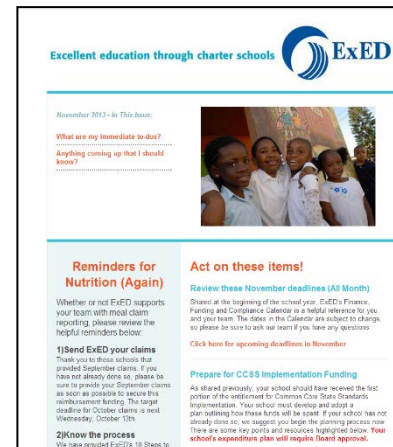 Excellent education through charter schools
ExED
November 2013 - In This Issue:
What are my immediate to-dos?
Anything coming up that I should
know?
Reminders for
Nutrition (Again)
Whether or not ExED supports
your team with meal claim
reporting, please review the
helpful reminders below:
1)Send ExED your claims
Thank you to those schools that
provided September claims. If you
have not already done so, please be
sure to provide your September claims
as soon as possible to secure this
reimbursement funding. The target
deadline for October claims is next
Wednesday, October 13th.
2)Know the process
We have provided ExED's 10 Steps to
Act on these items!
Review these November deadlines (All Month)
Shared at the beginning of the school year, ExED's Finance,
Funding and Compliance Calendar is a helpful reference for you
and your team. The dates in the Calendar are subject to change,
so please be sure to ask our team if you have any questions.
Click here for upcoming deadlines in November
Prepare for CCSS Implementation Funding
As shared previously, your school should have received the first
portion of the entitlement for Common Core State Standards
Implementation. Your school must develop and adopt a
plan outlining how these funds will be spent. If your school has not
already done so, we suggest you begin the planning process now.
There are some key points and resources highlighted below. Your
school's expenditure plan will require Board approval.